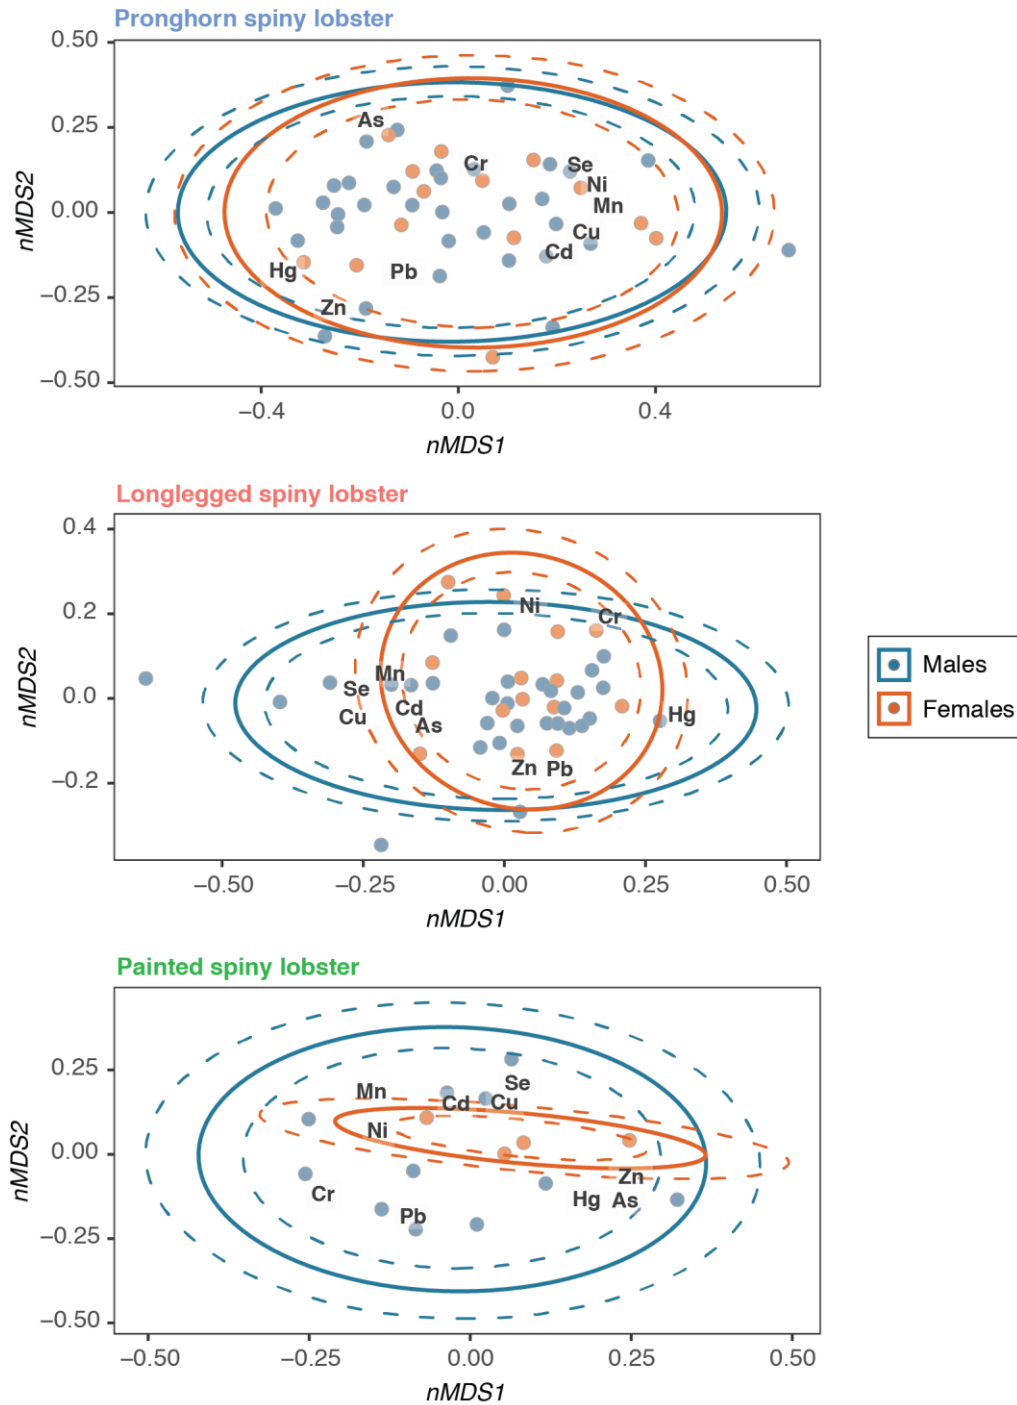 Pronghorn spiny lobster
0.50
0.25
0.00
−0.25
−0.50
nMDS2
As
Cr
Se
Ni
Mn
Cu
Cd
Hg
Pb
Zn
−0.4
0.0
0.4
nMDS1
Longlegged spiny lobster
0.4
0.2
0.0
−0.2
nMDS2
Ni
Cr
Mn
Se
Cd
Cu
As
Hg
Zn
Pb
−0.50
−0.25
0.00
0.25
0.50
nMDS1
Males
Females
Painted spiny lobster
0.25
0.00
−0.25
−0.50
nMDS2
Se
Mn
Cd
Cu
Ni
Zn
Cr
Hg
As
Pb
−0.50
−0.25
0.00
0.25
0.50
nMDS1